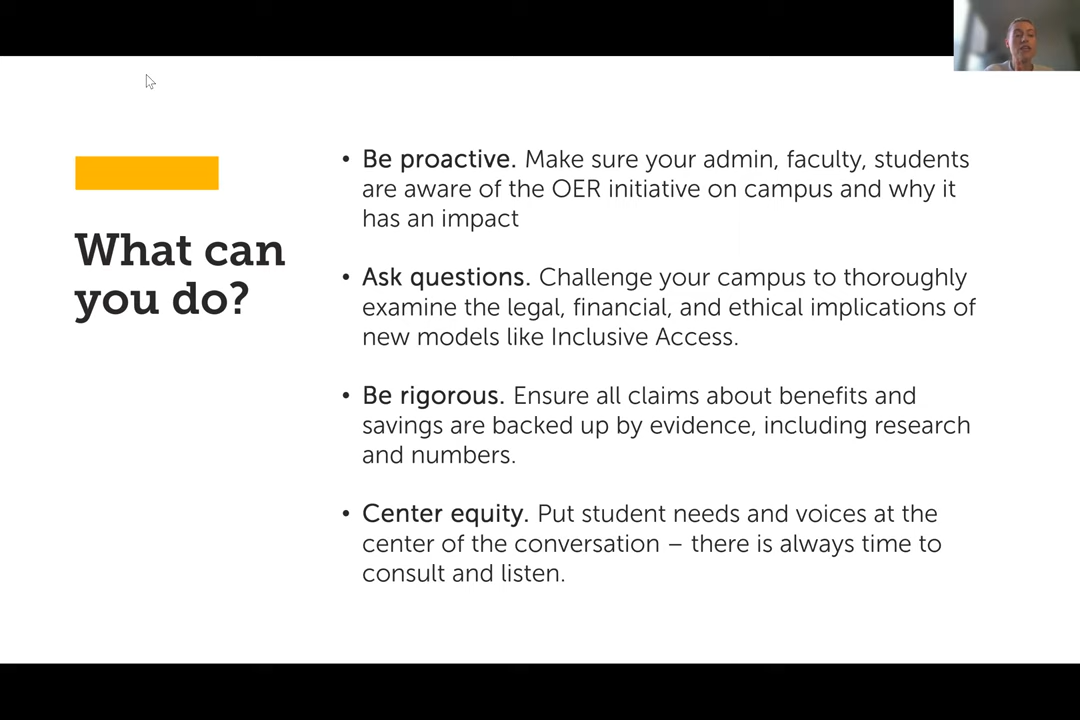 What can
you do?
• Be proactive. Make sure your admin, faculty, students
are aware of the OER initiative on campus and why it
has an impact
• Ask questions. Challenge your campus to thoroughly
examine the legal, financial, and ethical implications of
new models like Inclusive Access.
• Be rigorous. Ensure all claims about benefits and
savings are backed up by evidence, including research
and numbers.
• Center equity. Put student needs and voices at the
center of the conversation – there is always time to
consult and listen.